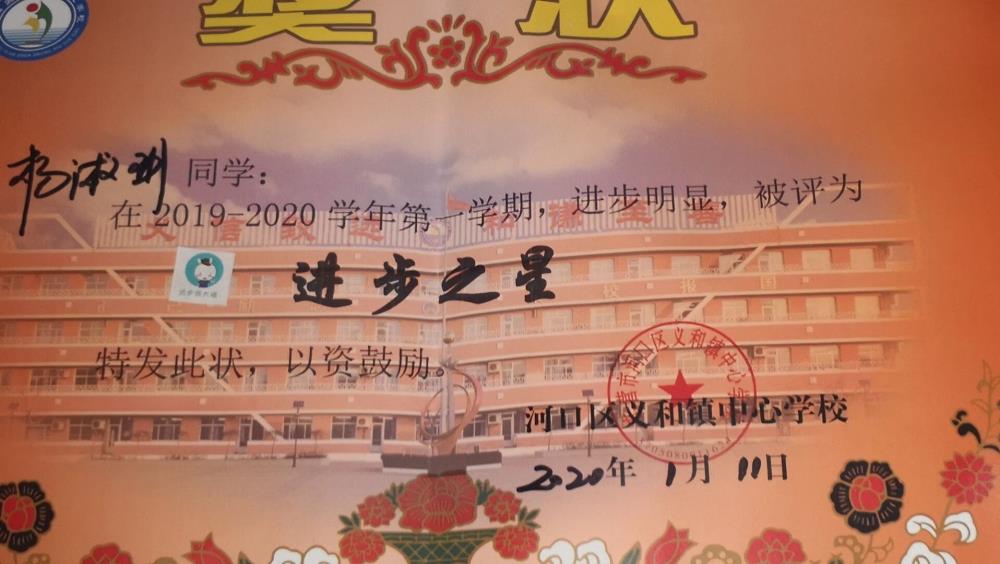 奖状
同学：
在2019-2020学年第一学期，进步明显，被评为
进步之星
特发此状，以资鼓励。
河口区义和镇中心学校
2020年1月11日